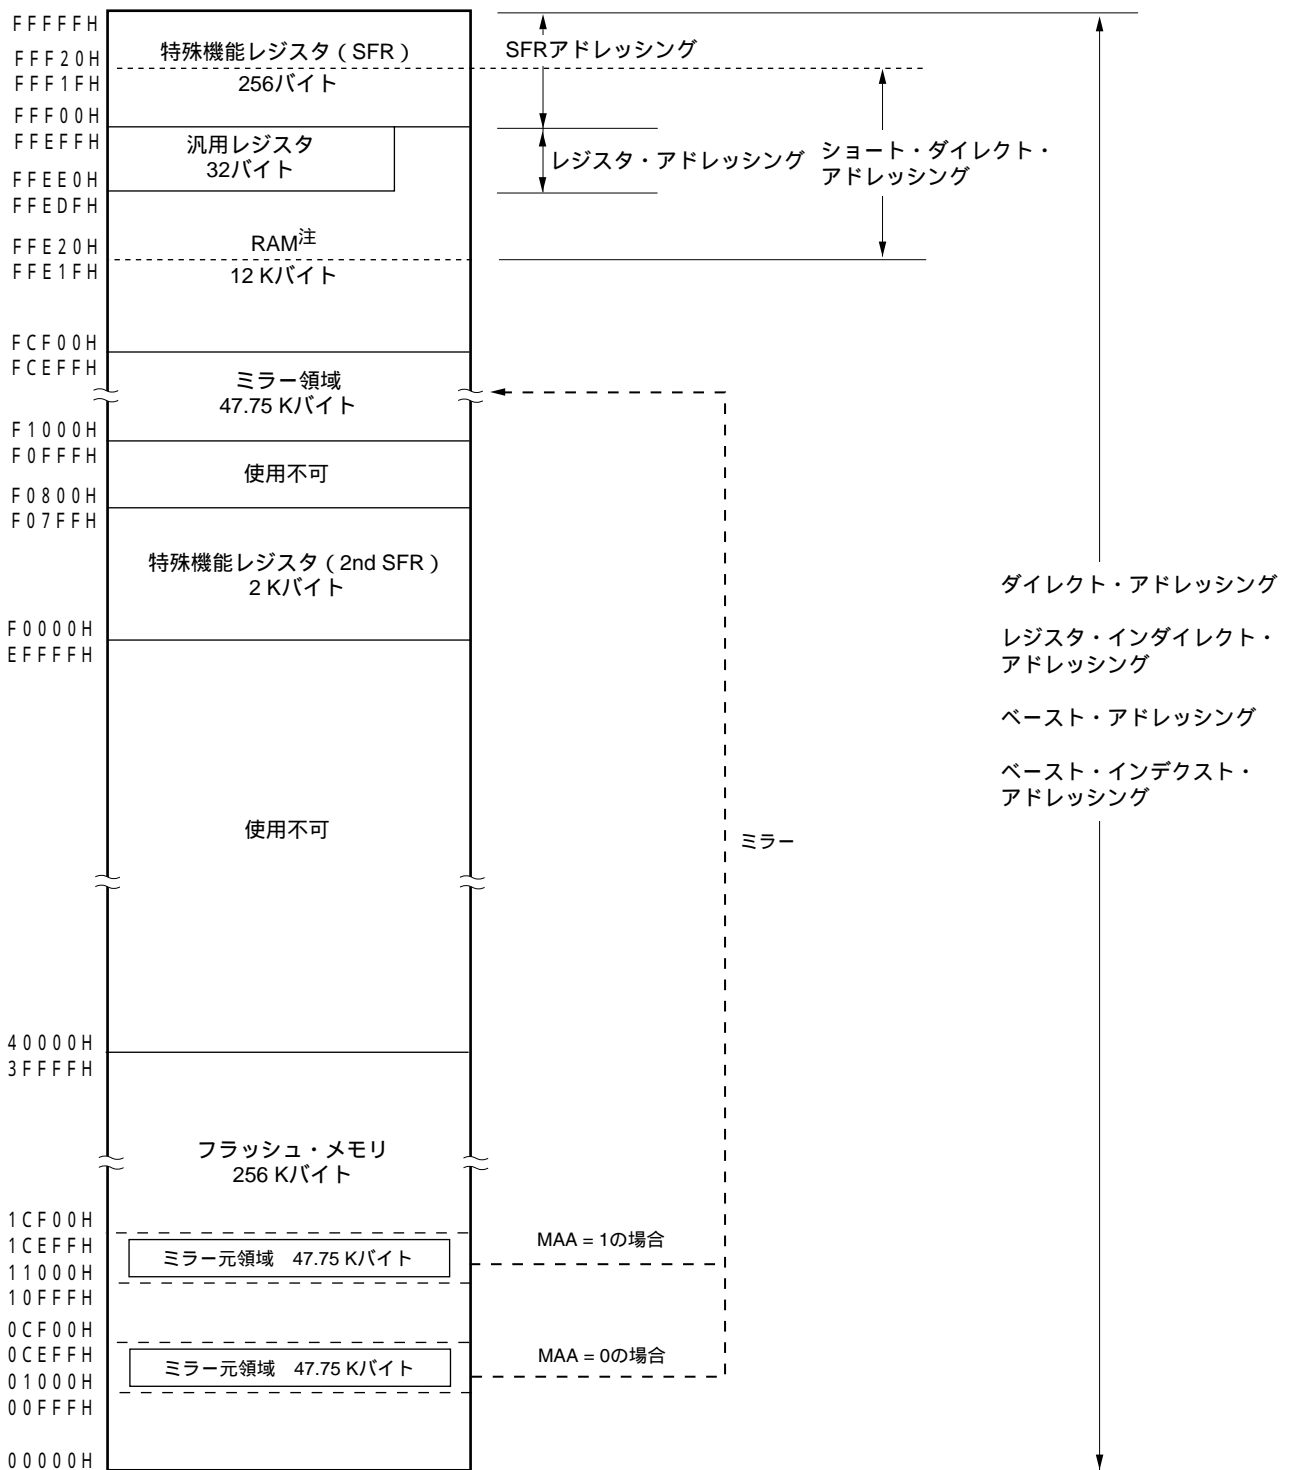 FFFFFH
FFF20H
FFF1FH
FFF00H
FFEFFH
FFEE0H
FFEDFH
FFE20H
FFE1FH
FCF00H
FCEFFH
F1000H
F0FFFH
F0800H
F07FFH
F0000H
EFFFFH
40000H
3FFFFH
1CF00H
1CEFFH
11000H
10FFFH
0CF00H
0CEFFH
01000H
00FFFH
00000H
特殊機能レジスタ(SFR)
256バイト
汎用レジスタ
32バイト
RAM注
12 Kバイト
ミラー領域
47.75 Kバイト
使用不可
特殊機能レジスタ(2nd SFR)
2 Kバイト
使用不可
フラッシュ・メモリ
256 Kバイト
ミラー元領域 47.75 Kバイト
ミラー元領域 47.75 Kバイト
SFRアドレッシング
レジスタ・アドレッシング
ショート・ダイレクト・
アドレッシング
ミラー
MAA = 1の場合
MAA = 0の場合
ダイレクト・アドレッシング
レジスタ・インダイレクト・
アドレッシング
ベースト・アドレッシング
ベースト・インデクスト・
アドレッシング